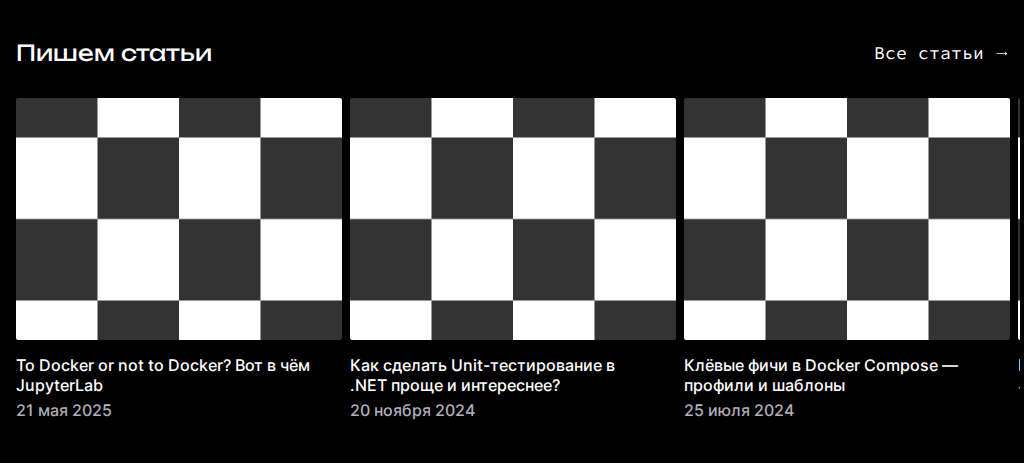 Пишем статьи
Все статьи →
To Docker or not to Docker? Вот в чём
JupyterLab
21 мая 2025
Как сделать Unit-тестирование в
.NET проще и интереснее?
20 ноября 2024
Клёвые фичи в Docker Compose —
профили и шаблоны
25 июля 2024